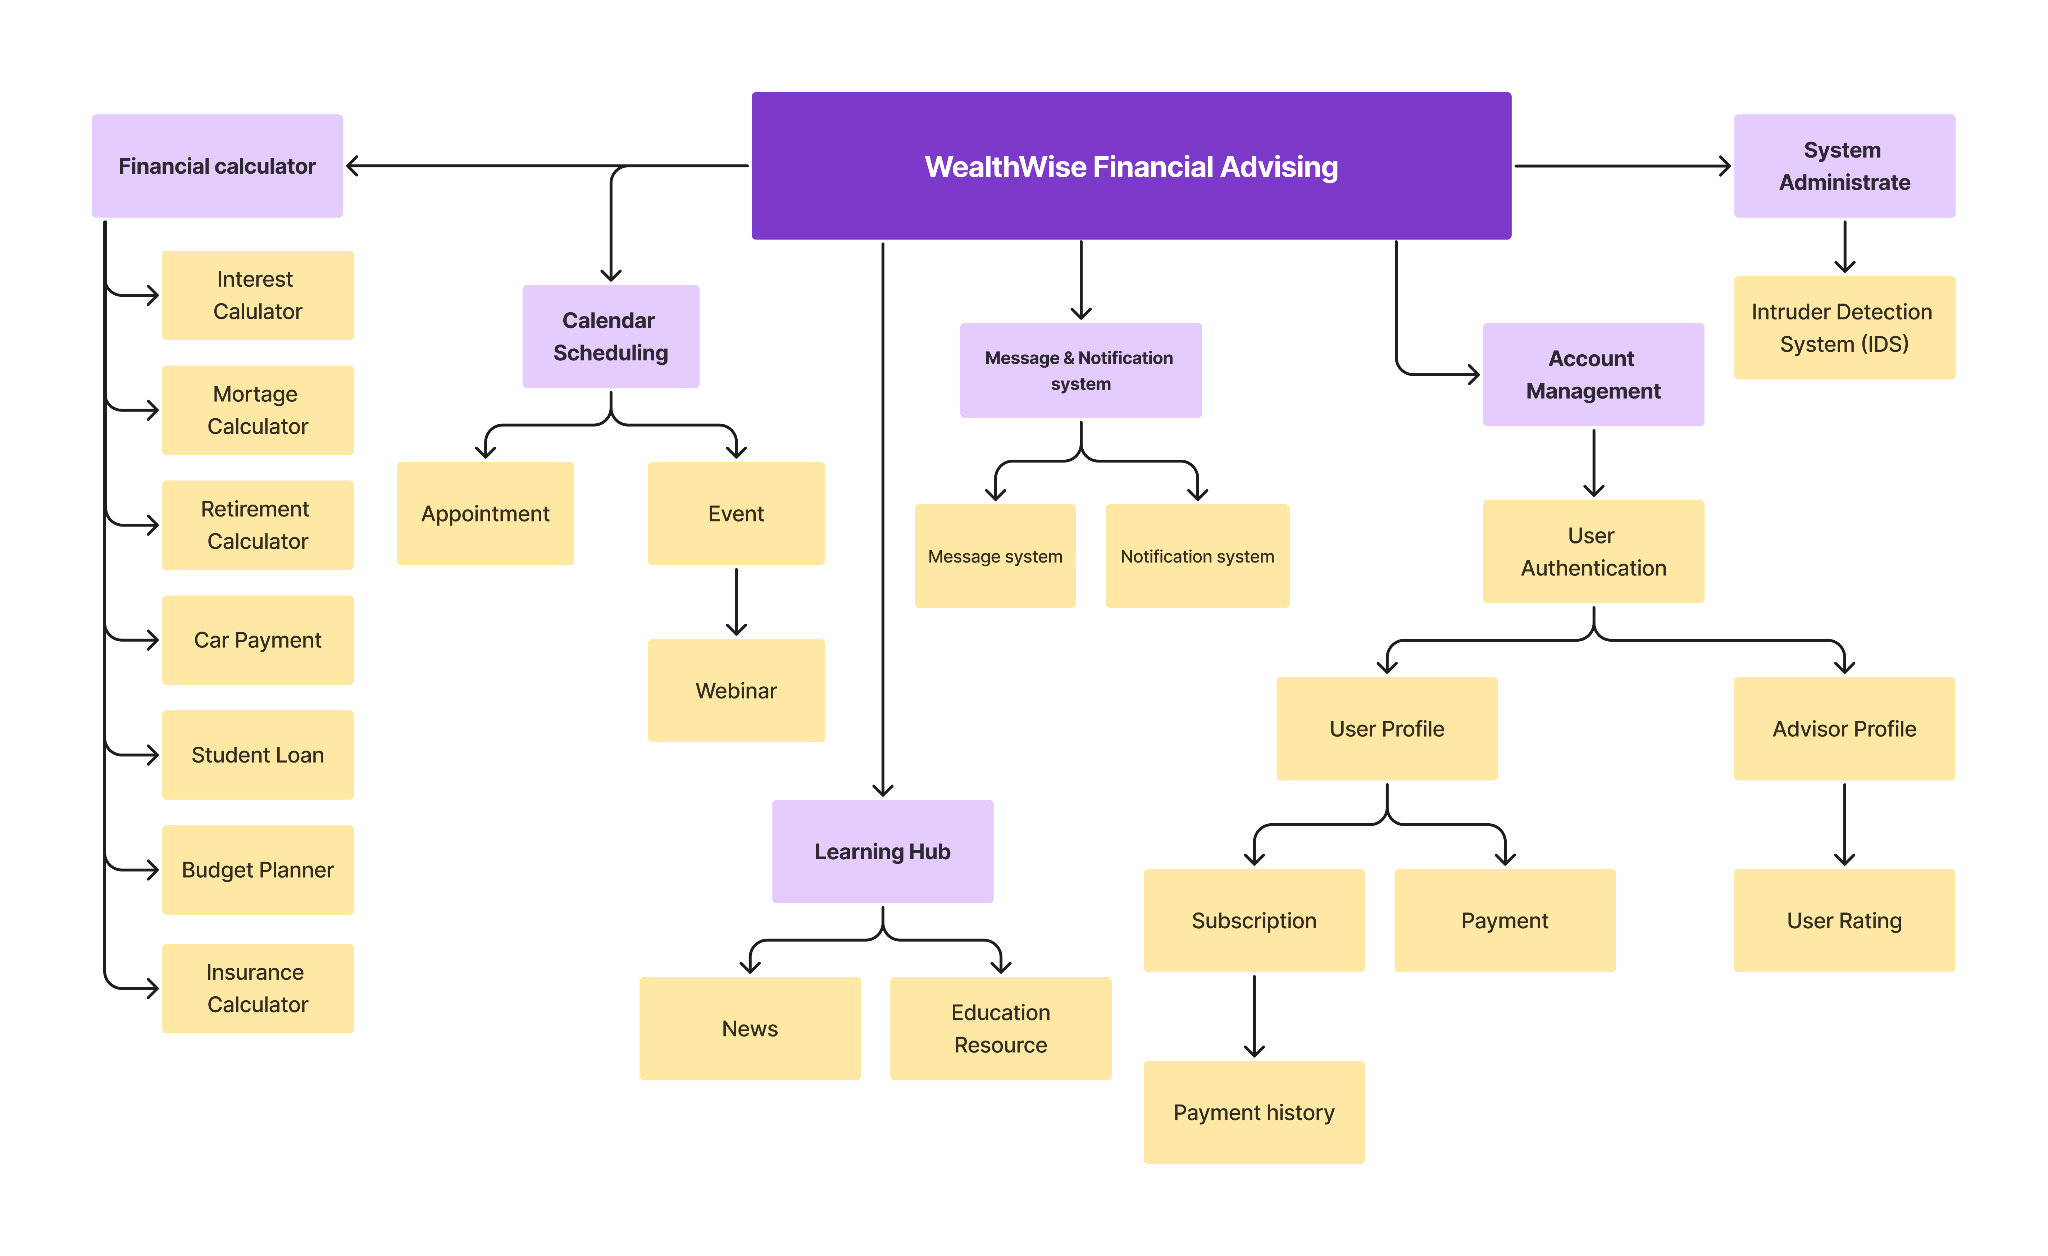 WealthWise Financial Advising
Financial calculator
Interest
Calulator
Mortage
Calculator
Retirement
Calculator
Car Payment
Student Loan
Budget Planner
Insurance
Calculator
Calendar
Scheduling
Appointment
Event
Webinar
Learning Hub
News
Education
Resource
Message & Notification
system
Message system
Notification system
Account
Management
User
Authentication
User Profile
Advisor Profile
Subscription
Payment
User Rating
Payment history
System
Administrate
Intruder Detection
System (IDS)